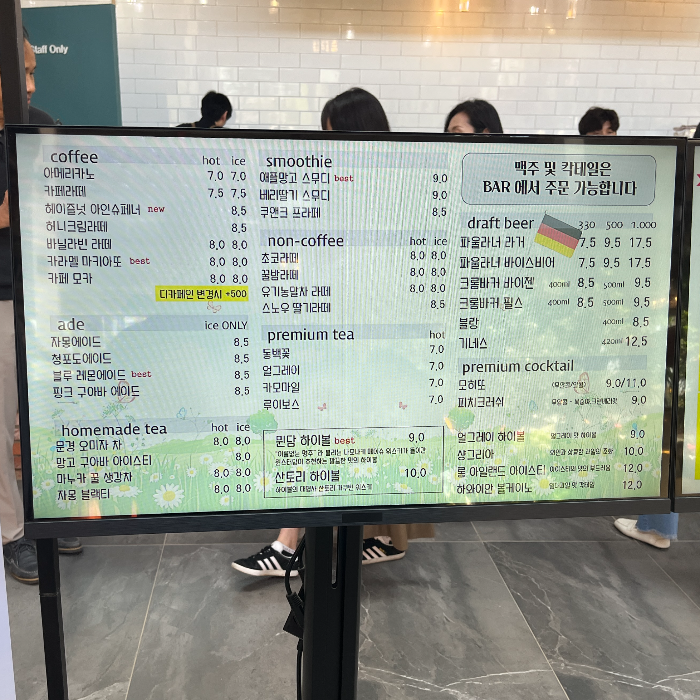 Staff Only
coffee hot ice
아메리카노 7.0 7.0
카페라떼 7.5 7.5
헤이즐넛 아인슈페너 new 8.5
허니크림라떼 8.5
바닐라빈 라떼 8.0 8.0
카라멜 마키아또 best 8.0 8.0
카페 모카 8.0 8.0
디카페인 변경시 +500
ade ice ONLY
자몽에이드 8.5
청포도에이드 8.5
블루 레몬에이드 best 8.5
핑크 구아바 에이드 8.5
homemade tea hot ice
문경 오미자 차 8.0 8.0
망고 구아바 아이스티 8.0
마누카 꿀 생강차 8.0 8.0
자몽 블랙티 8.0 8.0
smoothie
애플망고 스무디 best 9.0
베리딸기 스무디 9.0
쿠앤크 프라페 8.5
non-coffee hot ice
초코라떼 8.0 8.0
꿀밤라떼 8.0 8.0
유기농말차 라떼 8.0 8.0
스노우 딸기라떼 8.5
premium tea hot
동백꽃 7.0
얼그레이 7.0
카모마일 7.0
루이보스 7.0
뮌담 하이볼 best 9.0
산토리 하이볼 10.0
맥주 및 칵테일은
BAR 에서 주문 가능합니다
draft beer 330 500 1.000
파울라너 라거 7.5 9.5 17.5
파울라너 바이스비어 7.5 9.5 17.5
크롬바커 바이젠 400ml 8.5 500ml 9.5
크롬바커 필스 400ml 8.5 500ml 9.5
블랑 400ml 8.5
기네스 420ml 12.5
premium cocktail
모히또 (무알콜/알콜) 9.0/11.0
피치크러쉬 9.0
얼그레이 하이볼 얼그레이 향 하이볼 9.0
샹그리아 10.0
롱 아일랜드 아이스티 12.0
하와이안 볼케이노 12.0